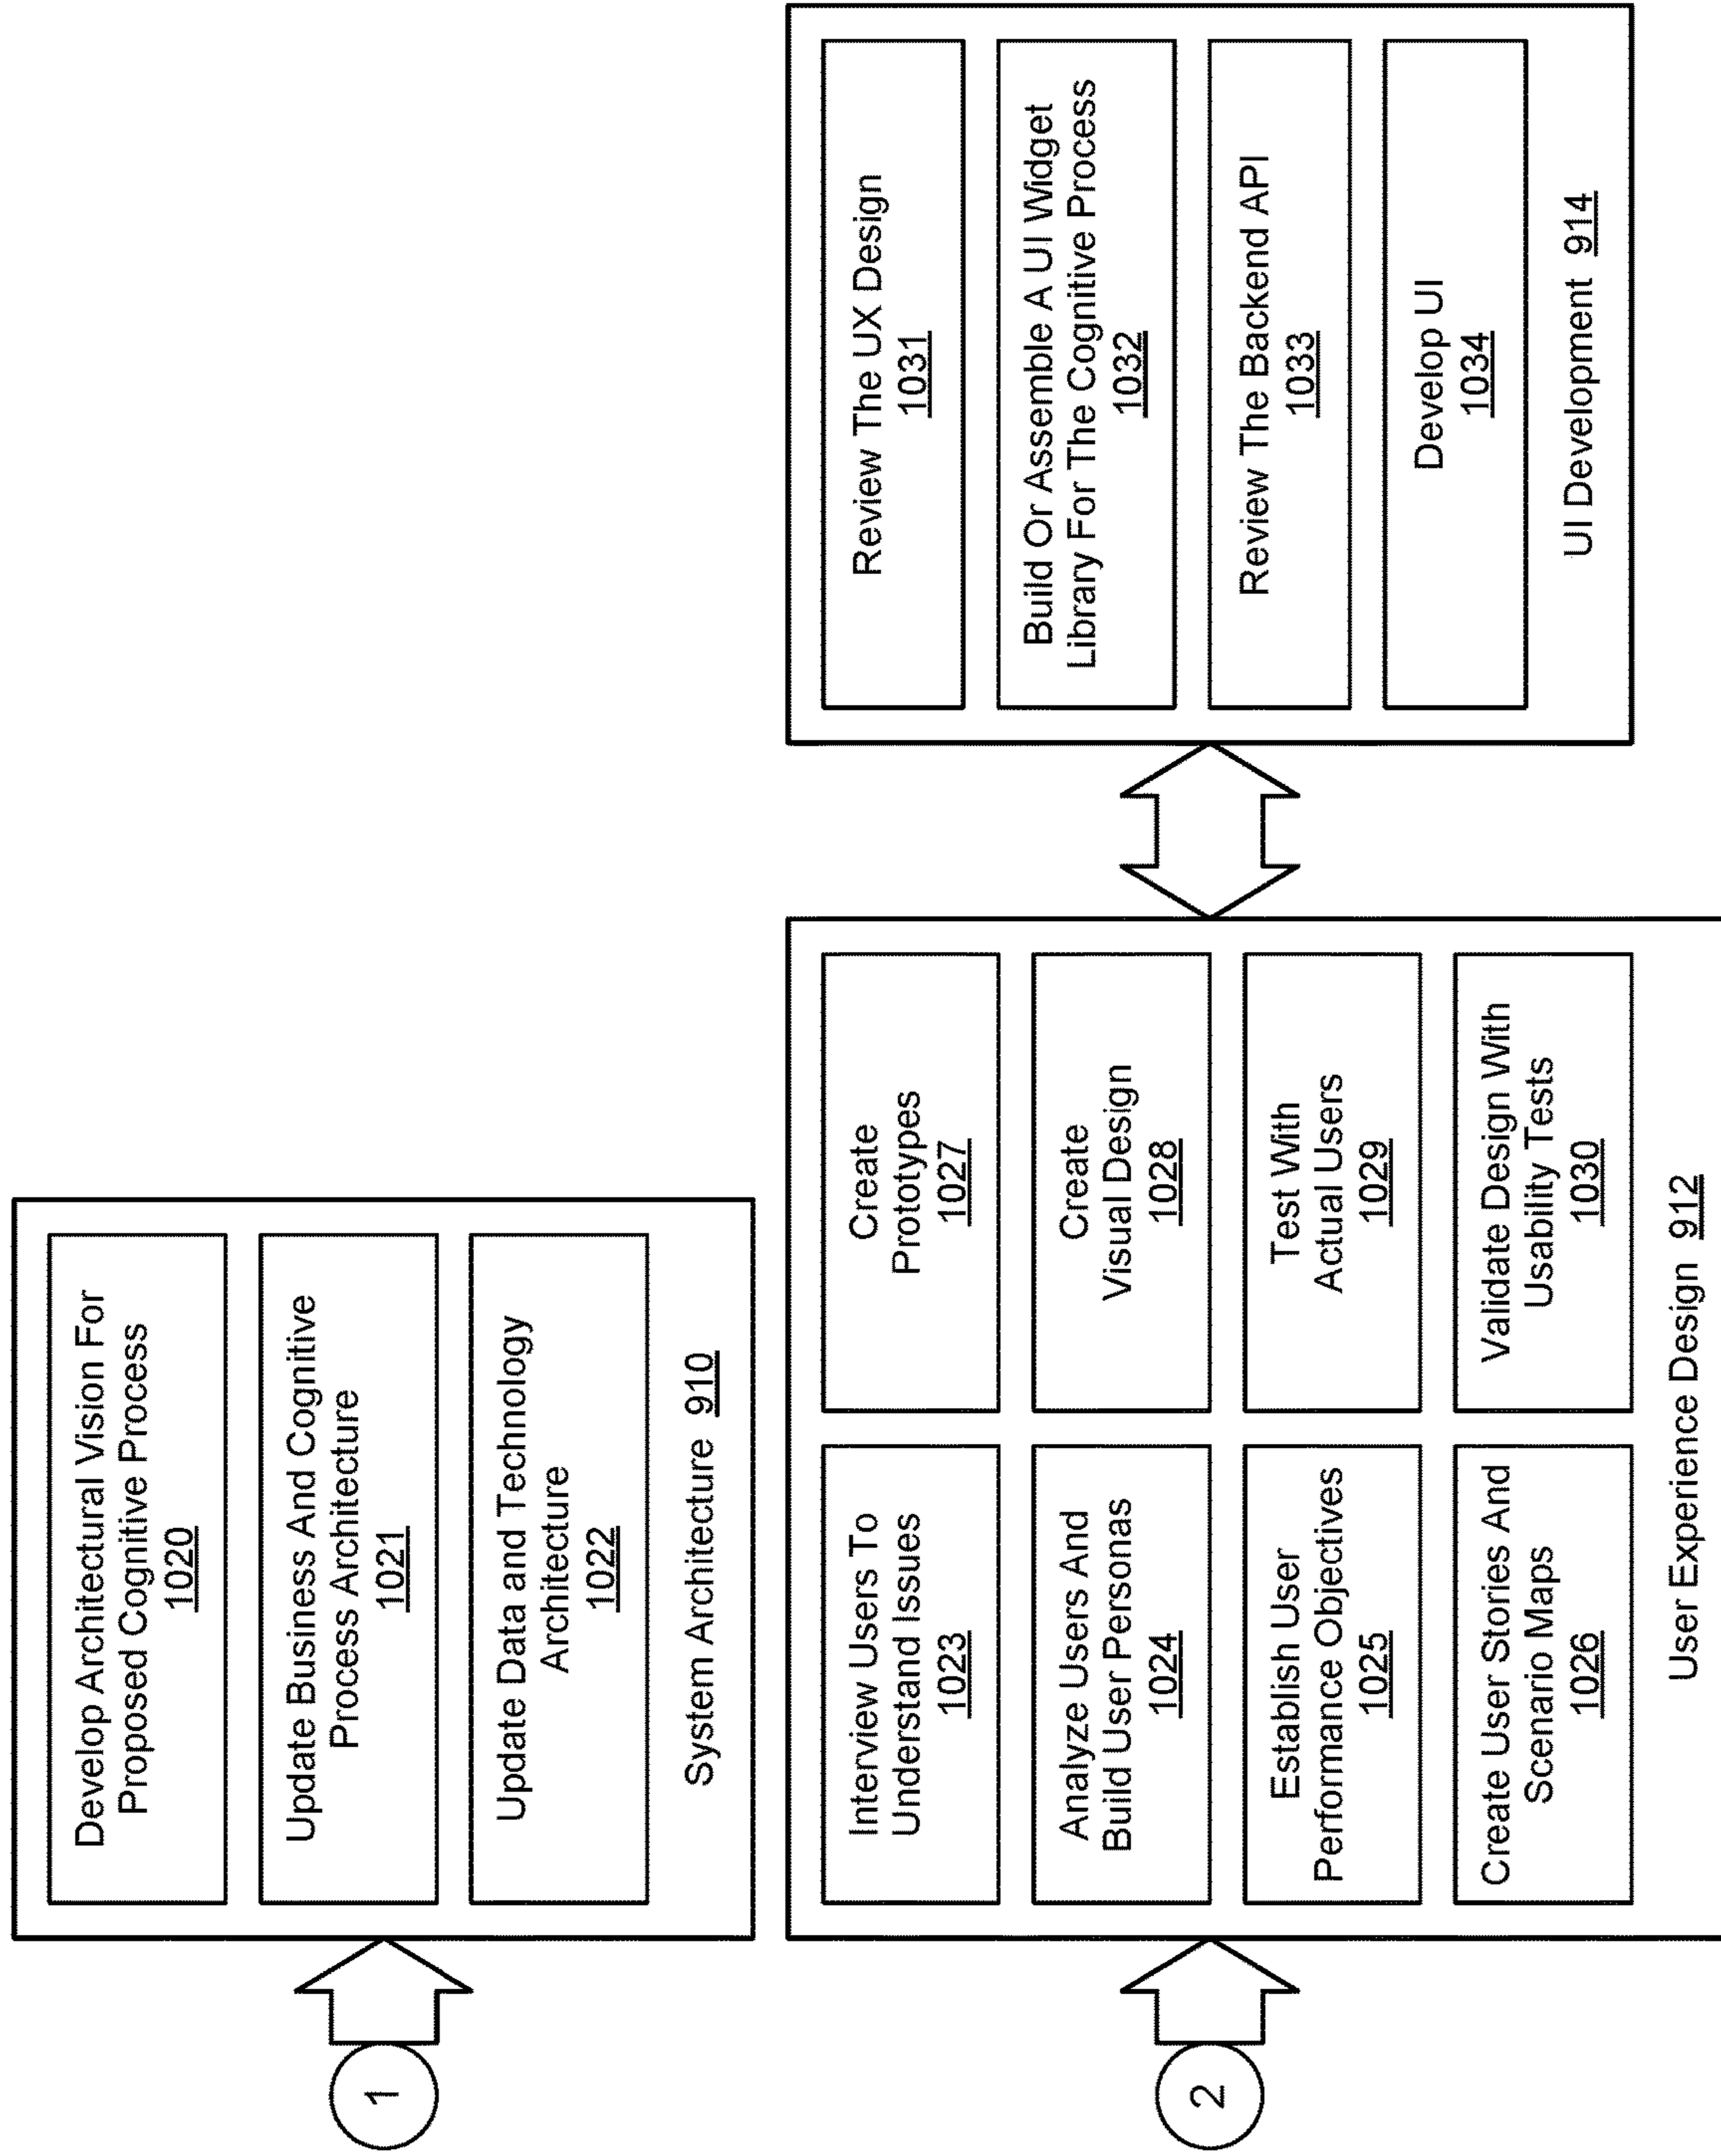 1
Develop Architectural Vision For
Proposed Cognitive Process
1020
Update Business And Cognitive
Process Architecture
1021
Update Data and Technology
Architecture
1022
System Architecture 910
2
Interview Users To
Understand Issues
1023
Analyze Users And
Build User Personas
1024
Establish User
Performance Objectives
1025
Create User Stories And
Scenario Maps
1026
Create
Prototypes
1027
Create
Visual Design
1028
Test With
Actual Users
1029
Validate Design With
Usability Tests
1030
User Experience Design 912
Review The UX Design
1031
Build Or Assemble A UI Widget
Library For The Cognitive Process
1032
Review The Backend API
1033
Develop UI
1034
UI Development 914